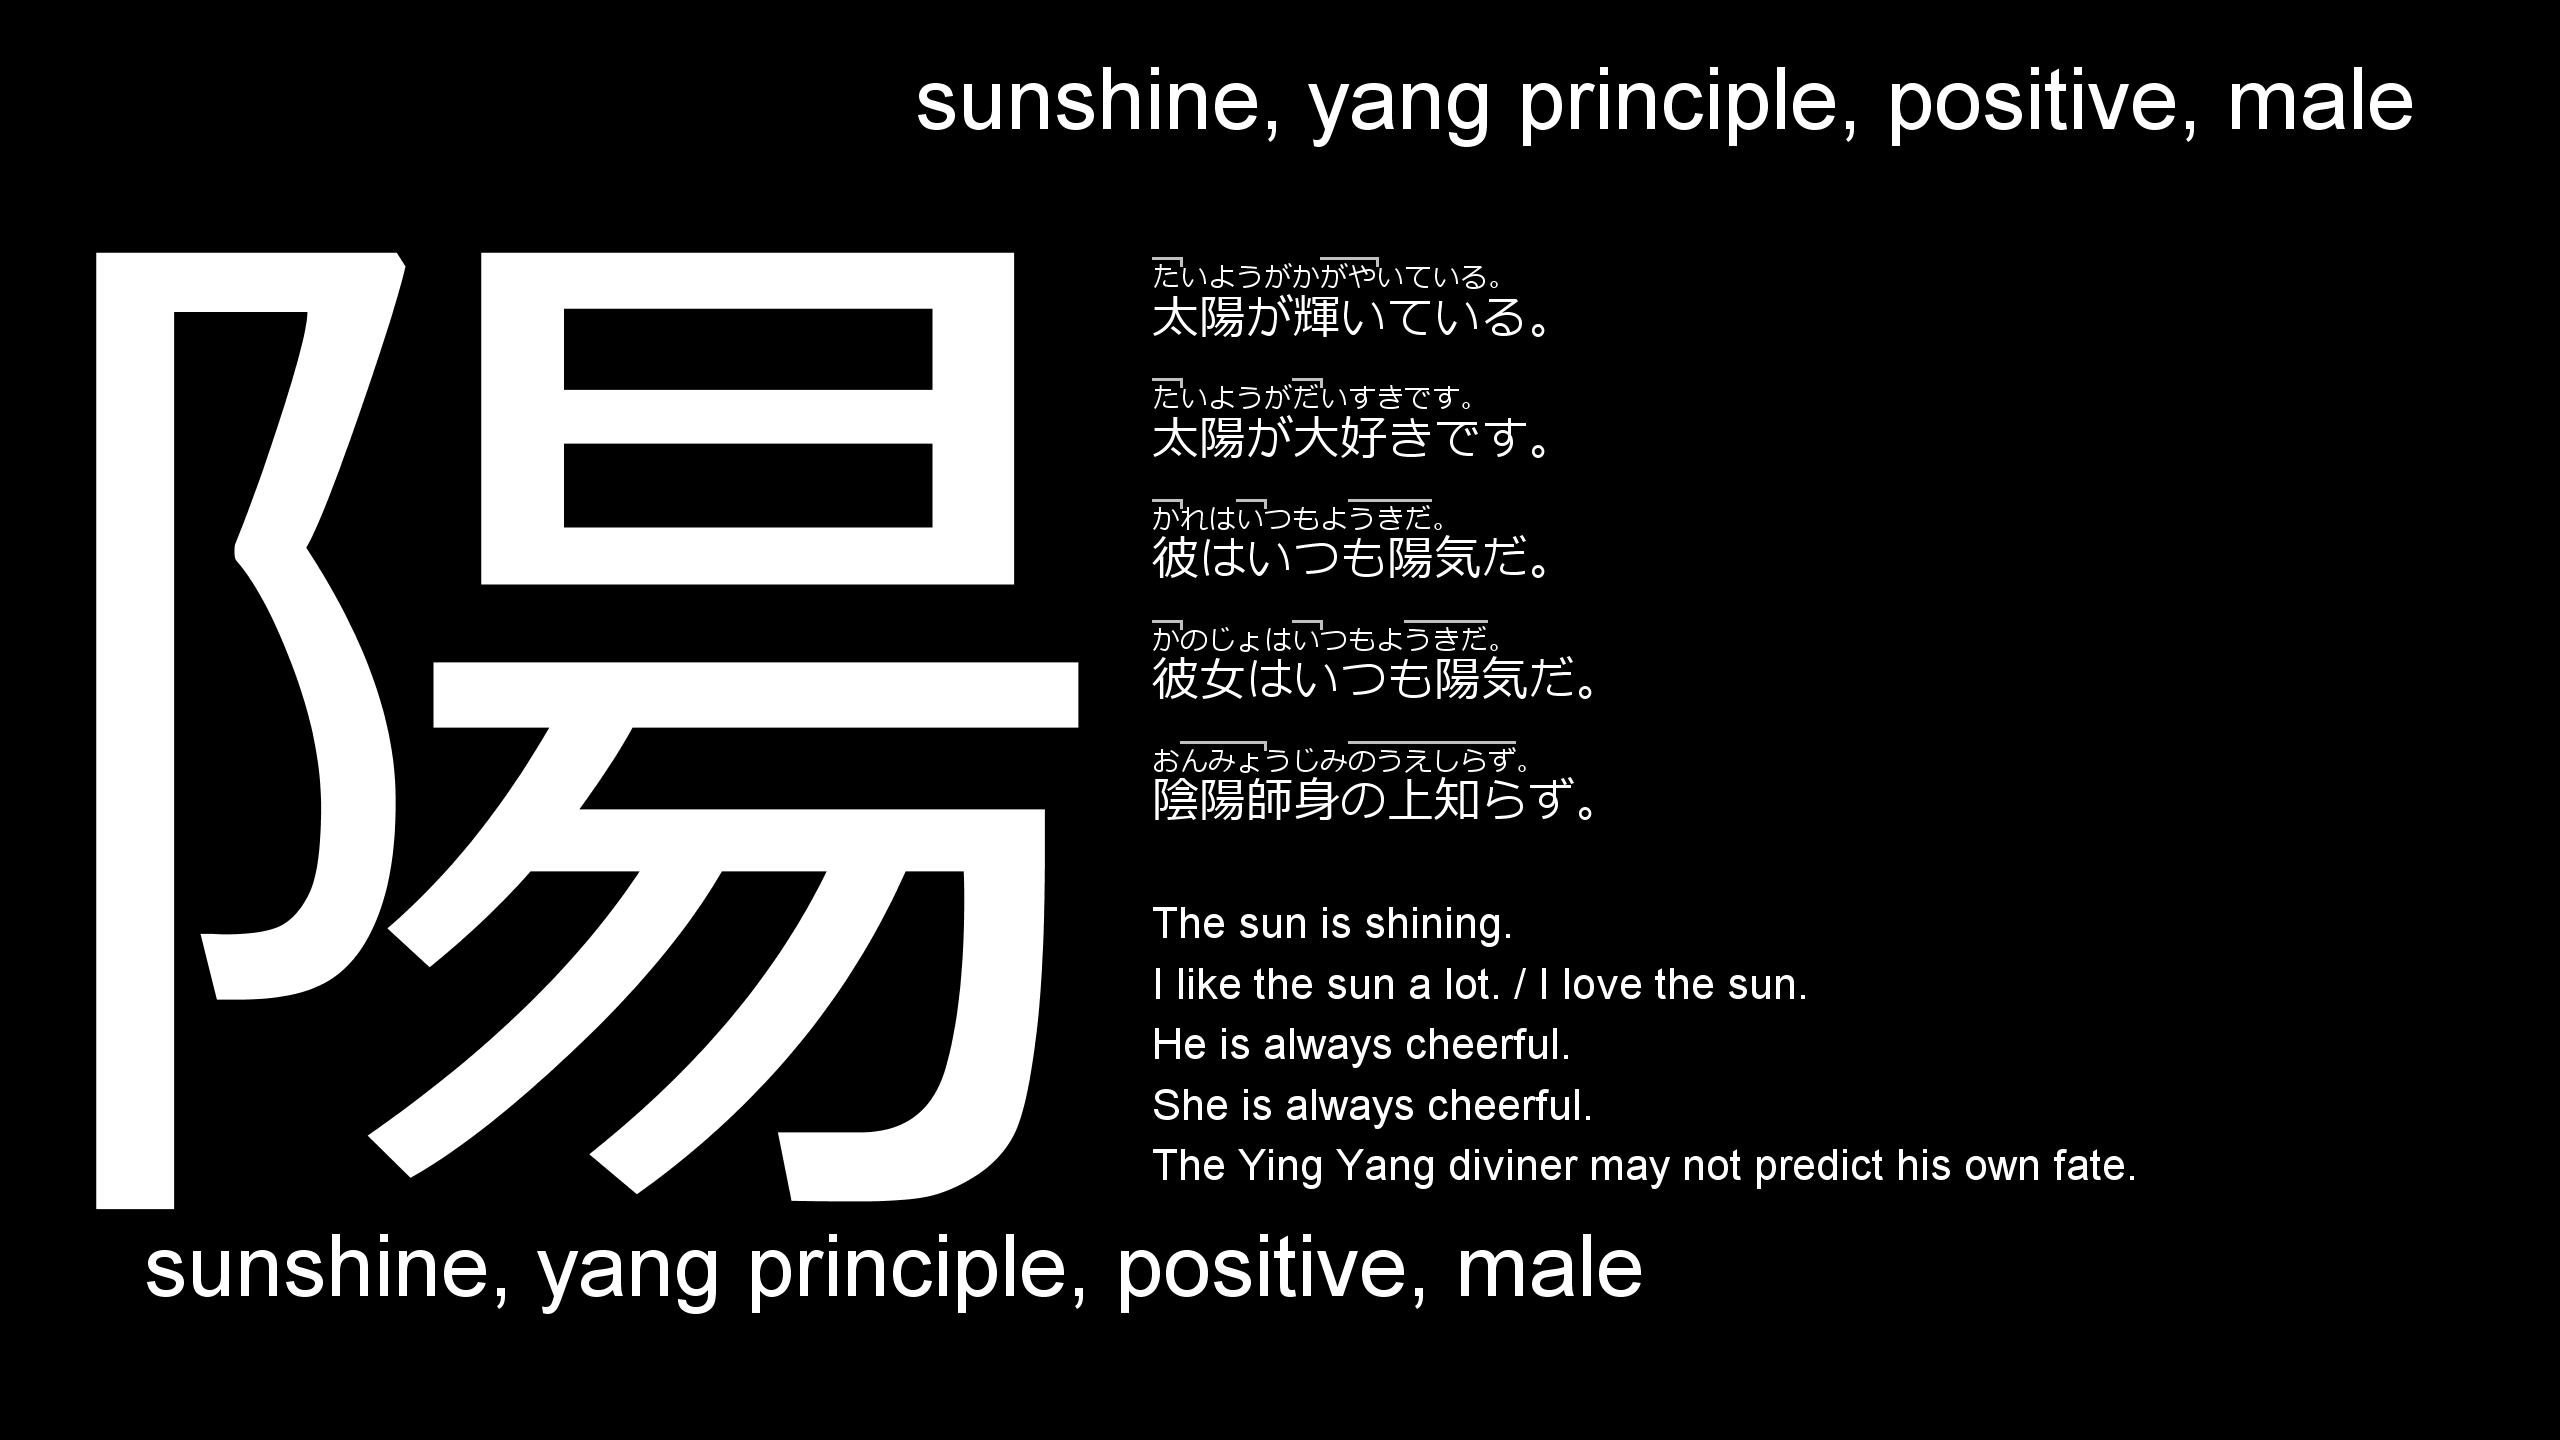 sunshine, yang principle, positive, male
陽
たいようがかがやいている。
太陽が輝いている。
たいようがだいすきです。
太陽が大好きです。
かれはいつもようきだ。
彼はいつも陽気だ。
かのじょはいつもようきだ。
彼女はいつも陽気だ。
おんみょうじみのうえしらず。
陰陽師身の上知らず。
The sun is shining.
I like the sun a lot. / I love the sun.
He is always cheerful.
She is always cheerful.
The Ying Yang diviner may not predict his own fate.
sunshine, yang principle, positive, male